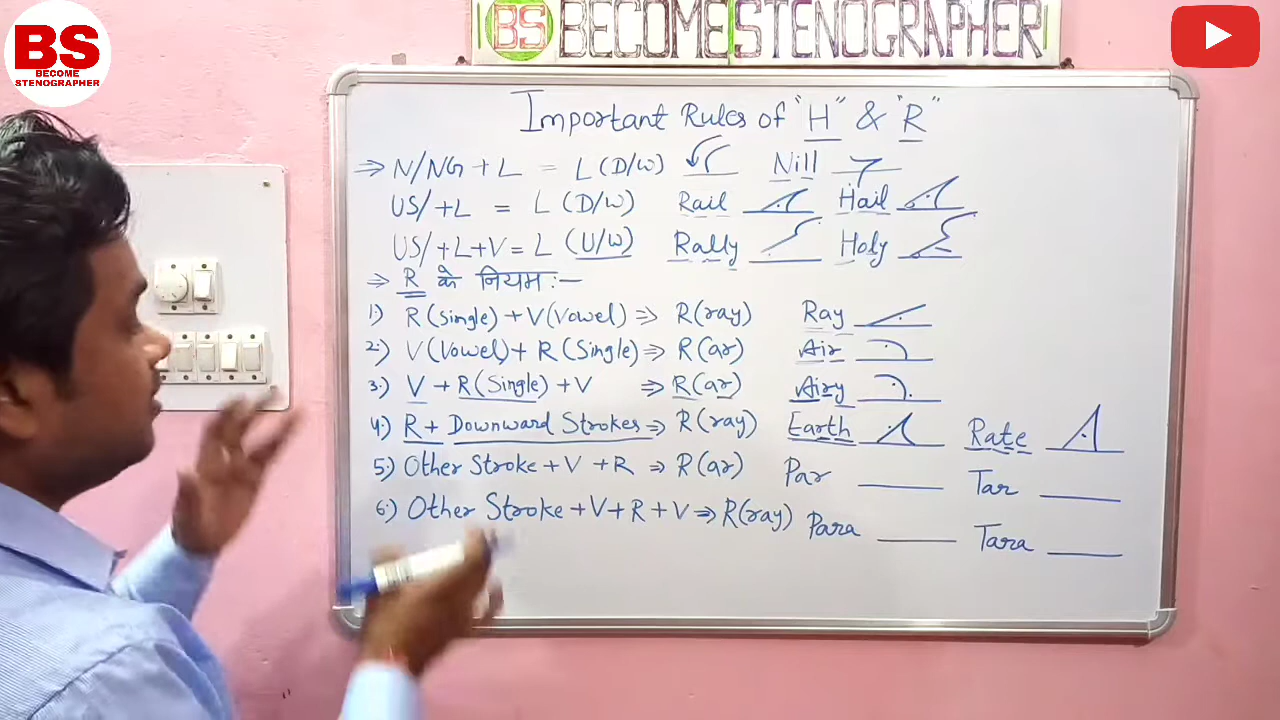 BS
BECOME
STENOGRAPHER
BS BECOME STENOGRAPHER
Important Rules of "H" & "R"
⇒ N/NG + L = L (D/W) Nill
US/ + L = L (D/W) Rail Hail
US/ + L + V = L (U/W) Rally Holy
⇒ R के नियम :-
1.) R (Single) + V (Vowel) ⇒ R (ray) Ray
2.) V (Vowel) + R (Single) ⇒ R (ar) Air
3.) V + R (Single) + V ⇒ R (ar) Airy
4.) R + Downward Strokes ⇒ R (ray) Earth Rate
5.) Other Stroke + V + R ⇒ R (ar) Par Tar
6.) Other Stroke + V + R + V ⇒ R (ray) Para Tara